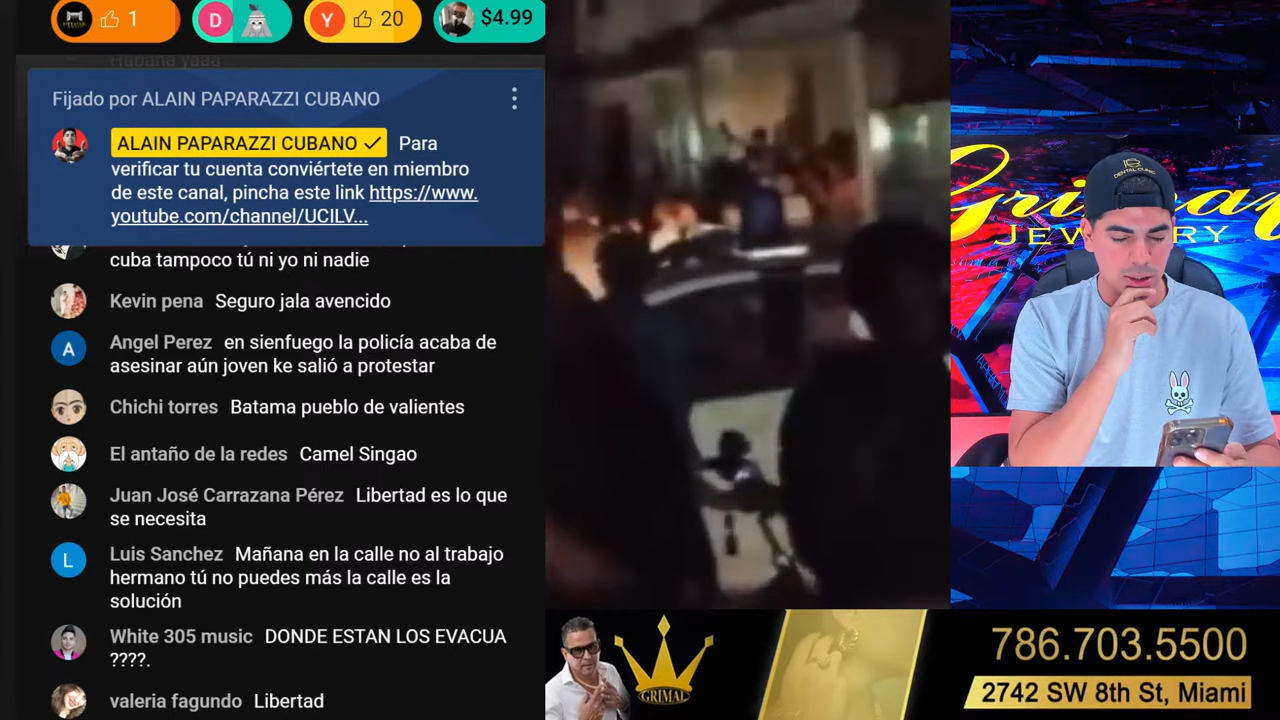 1
D
Y
20
$4.99
Fijado por ALAIN PAPARAZZI CUBANO
ALAIN PAPARAZZI CUBANO Para
verificar tu cuenta conviértete en miembro
de este canal, pincha este link https://www.
youtube.com/channel/UCILV...
cuba tampoco tú ni yo ni nadie
Kevin pena Seguro jala avencido
A
Angel Perez en sienfuego la policía acaba de
asesinar aún joven ke salió a protestar
Chichi torres Batama pueblo de valientes
El antaño de la redes Camel Singao
Juan José Carrazana Pérez Libertad es lo que
se necesita
L
Luis Sanchez Mañana en la calle no al trabajo
hermano tú no puedes más la calle es la
solución
White 305 music DONDE ESTAN LOS EVACUA
????.
valeria fagundo Libertad
DENTAL CLINIC
JEWELRY
GRIMAL
786.703.5500
2742 SW 8th St, Miami